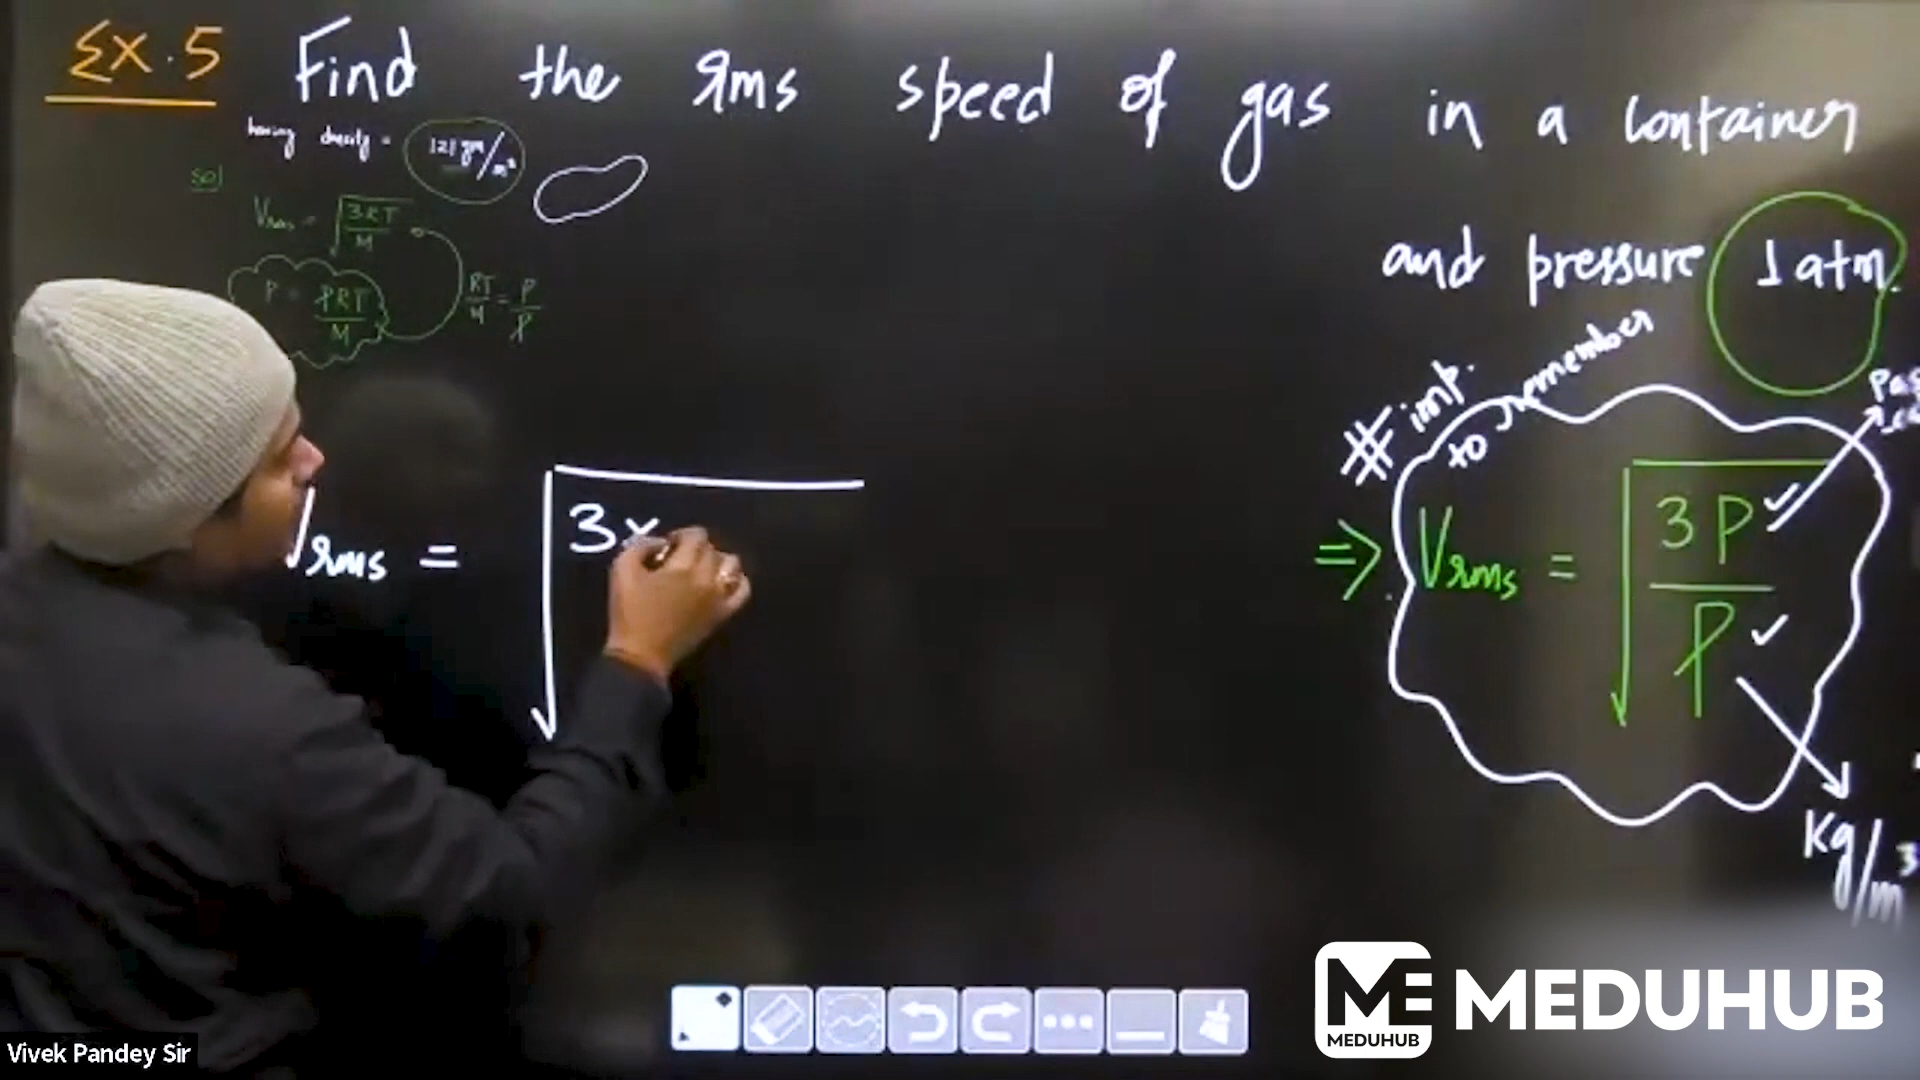 Ex.5 Find the rms speed of gas in a container
having density = 121 gm/m³
and pressure 1 atm.
sol
Vrms = √3RT/M
P = ρRT/M
RT/M = P/ρ
# imp. to remember
⇒ Vrms = √3P/ρ
Kg/m³
Vrms = √3×
ME
MEDUHUB
MEDUHUB
Vivek Pandey Sir